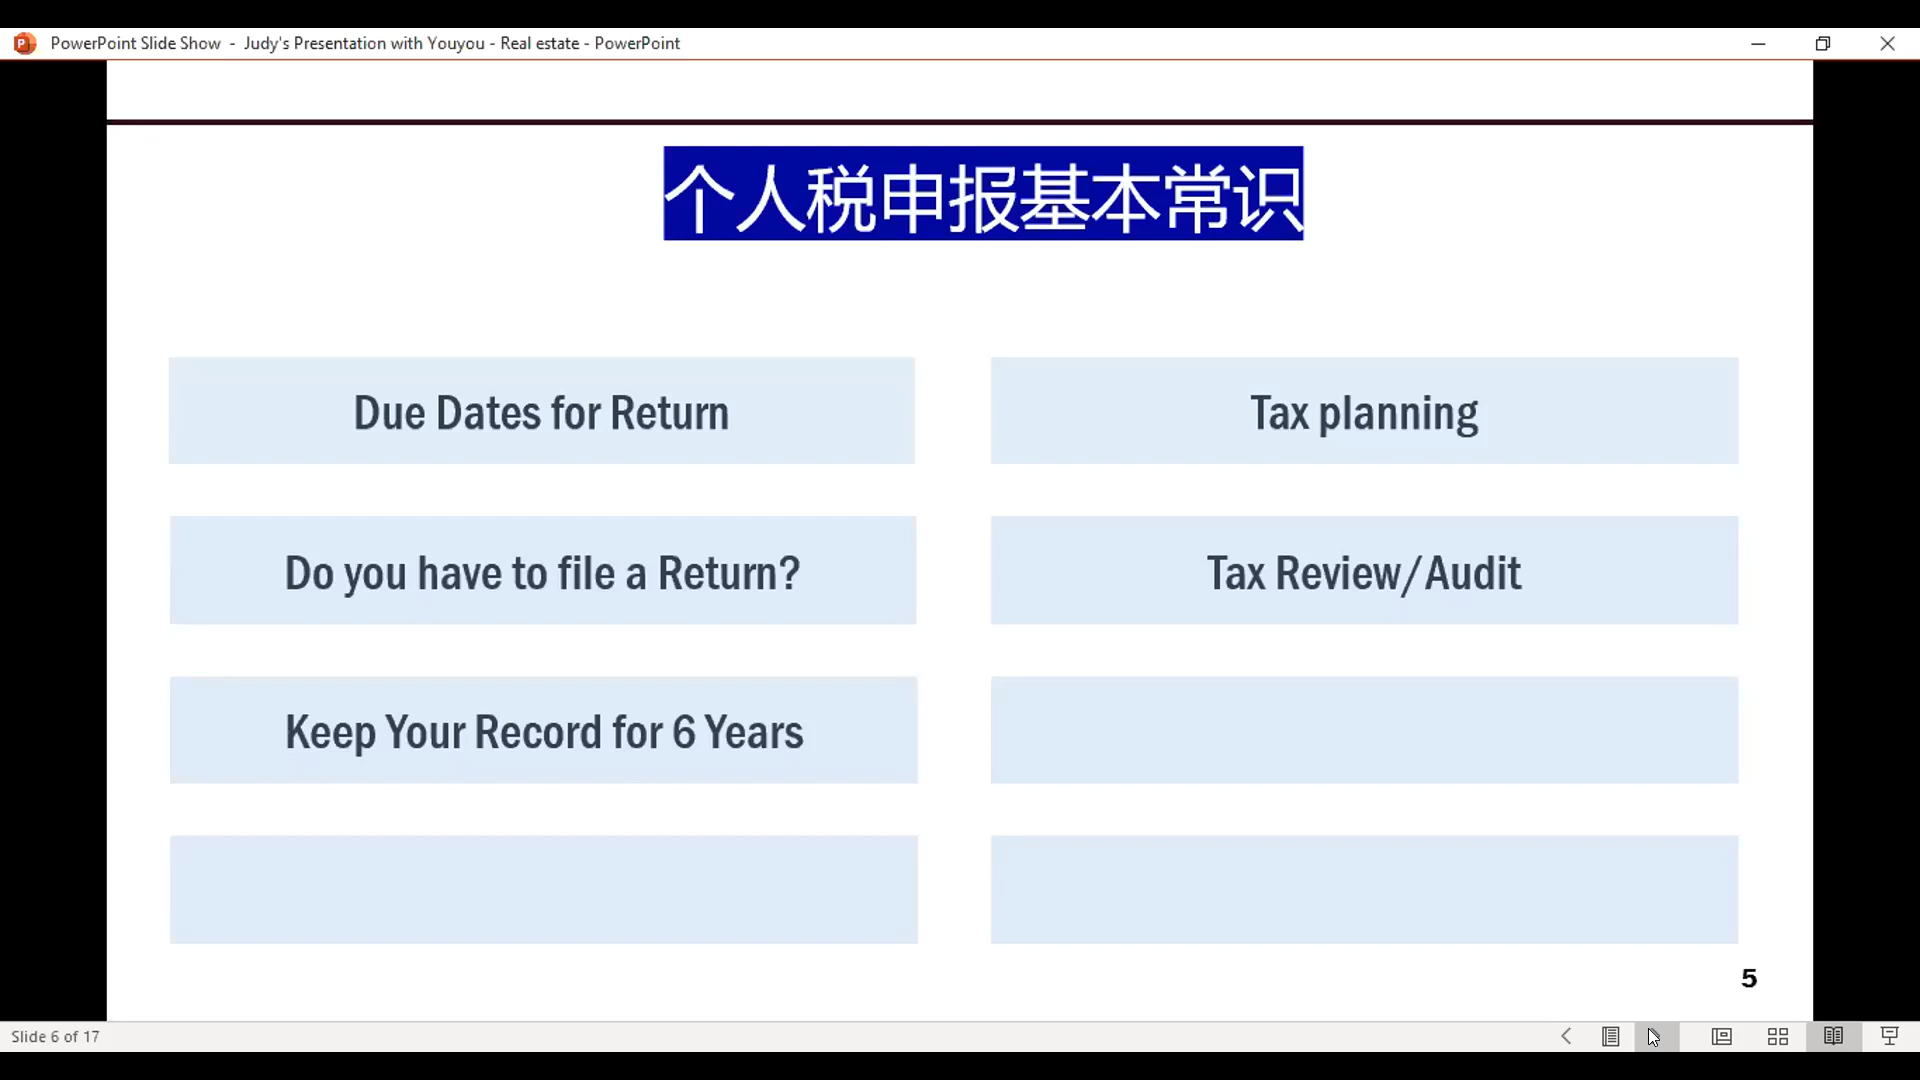 PowerPoint Slide Show - Judy's Presentation with Youyou - Real estate - PowerPoint
个人税申报基本常识
Due Dates for Return
Tax planning
Do you have to file a Return?
Tax Review/Audit
Keep Your Record for 6 Years
5
Slide 6 of 17